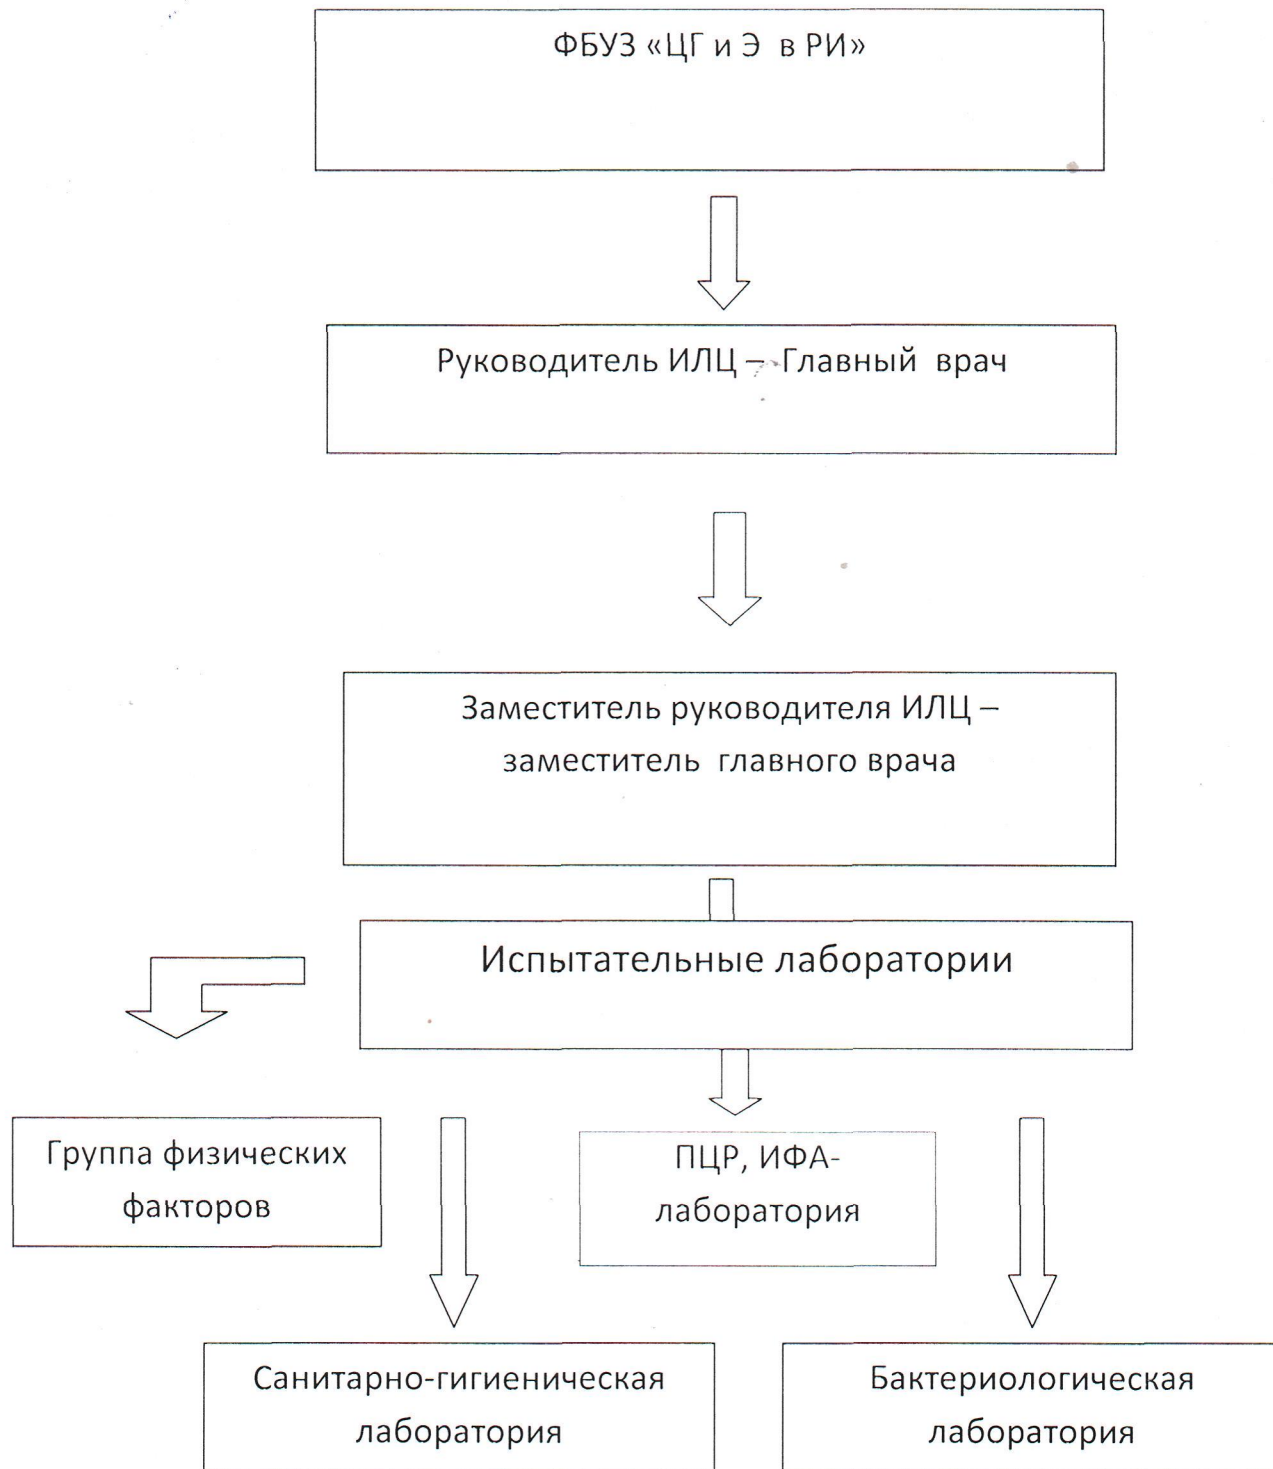 ФБУЗ «ЦГ и Э в РИ»
Руководитель ИЛЦ – Главный врач
Заместитель руководителя ИЛЦ –
заместитель главного врача
Испытательные лаборатории
Группа физических
факторов
ПЦР, ИФА-
лаборатория
Санитарно-гигиеническая
лаборатория
Бактериологическая
лаборатория